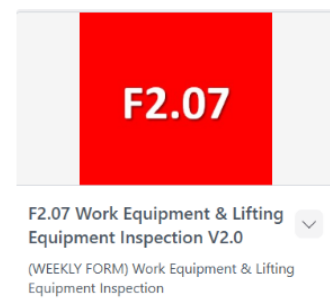 F2.07
F2.07 Work Equipment & Lifting
Equipment Inspection V2.0
(WEEKLY FORM) Work Equipment & Lifting
Equipment Inspection